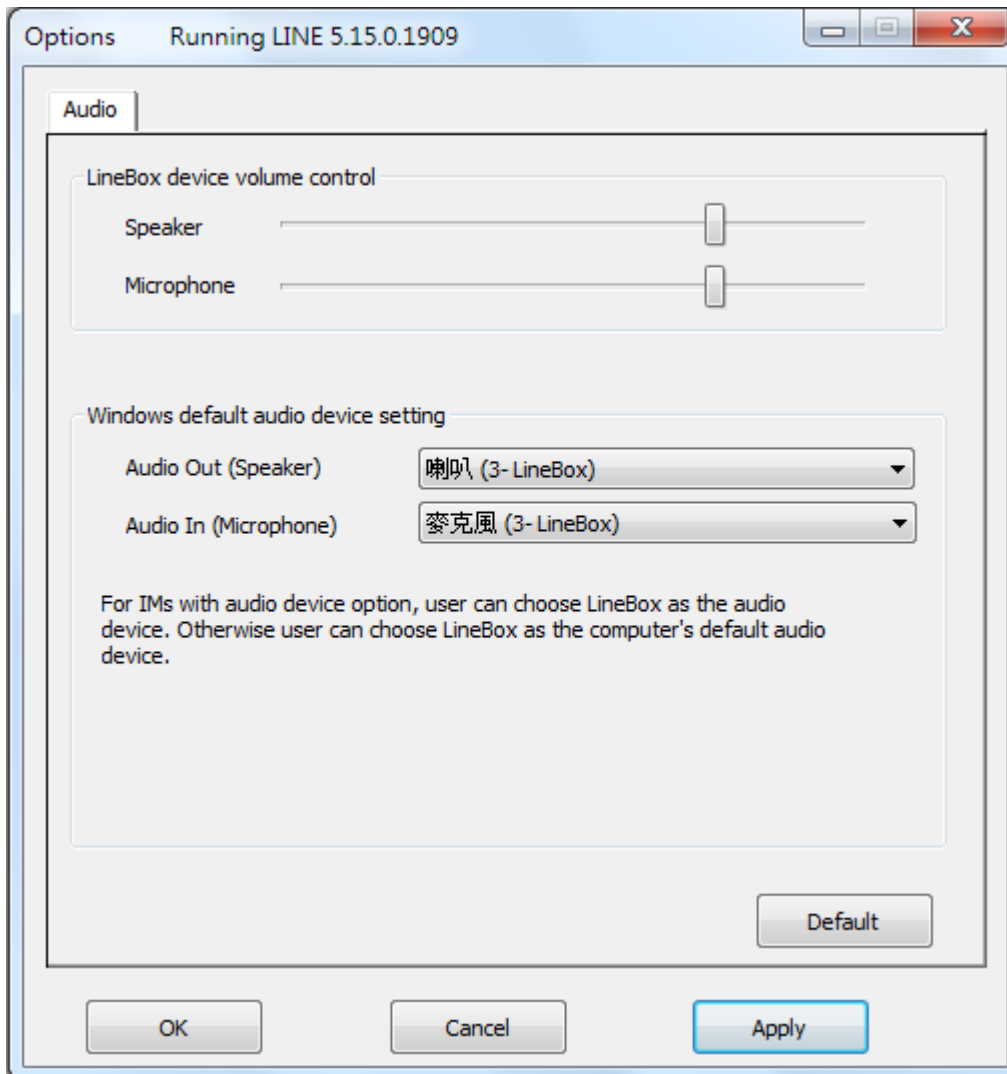 Options Running LINE 5.15.0.1909
Audio
LineBox device volume control
Speaker
Microphone
Windows default audio device setting
Audio Out (Speaker) 喇叭 (3- LineBox)
Audio In (Microphone) 麥克風 (3- LineBox)
For IMs with audio device option, user can choose LineBox as the audio
device. Otherwise user can choose LineBox as the computer's default audio
device.
Default
OK Cancel Apply